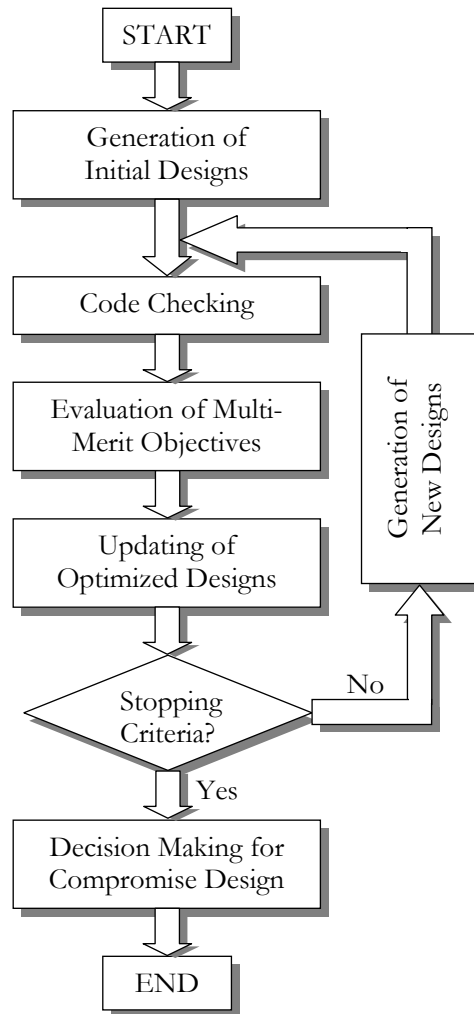 START
Generation of
Initial Designs
Code Checking
Evaluation of Multi-
Merit Objectives
Updating of
Optimized Designs
Stopping
Criteria?
No
Generation of
New Designs
Yes
Decision Making for
Compromise Design
END